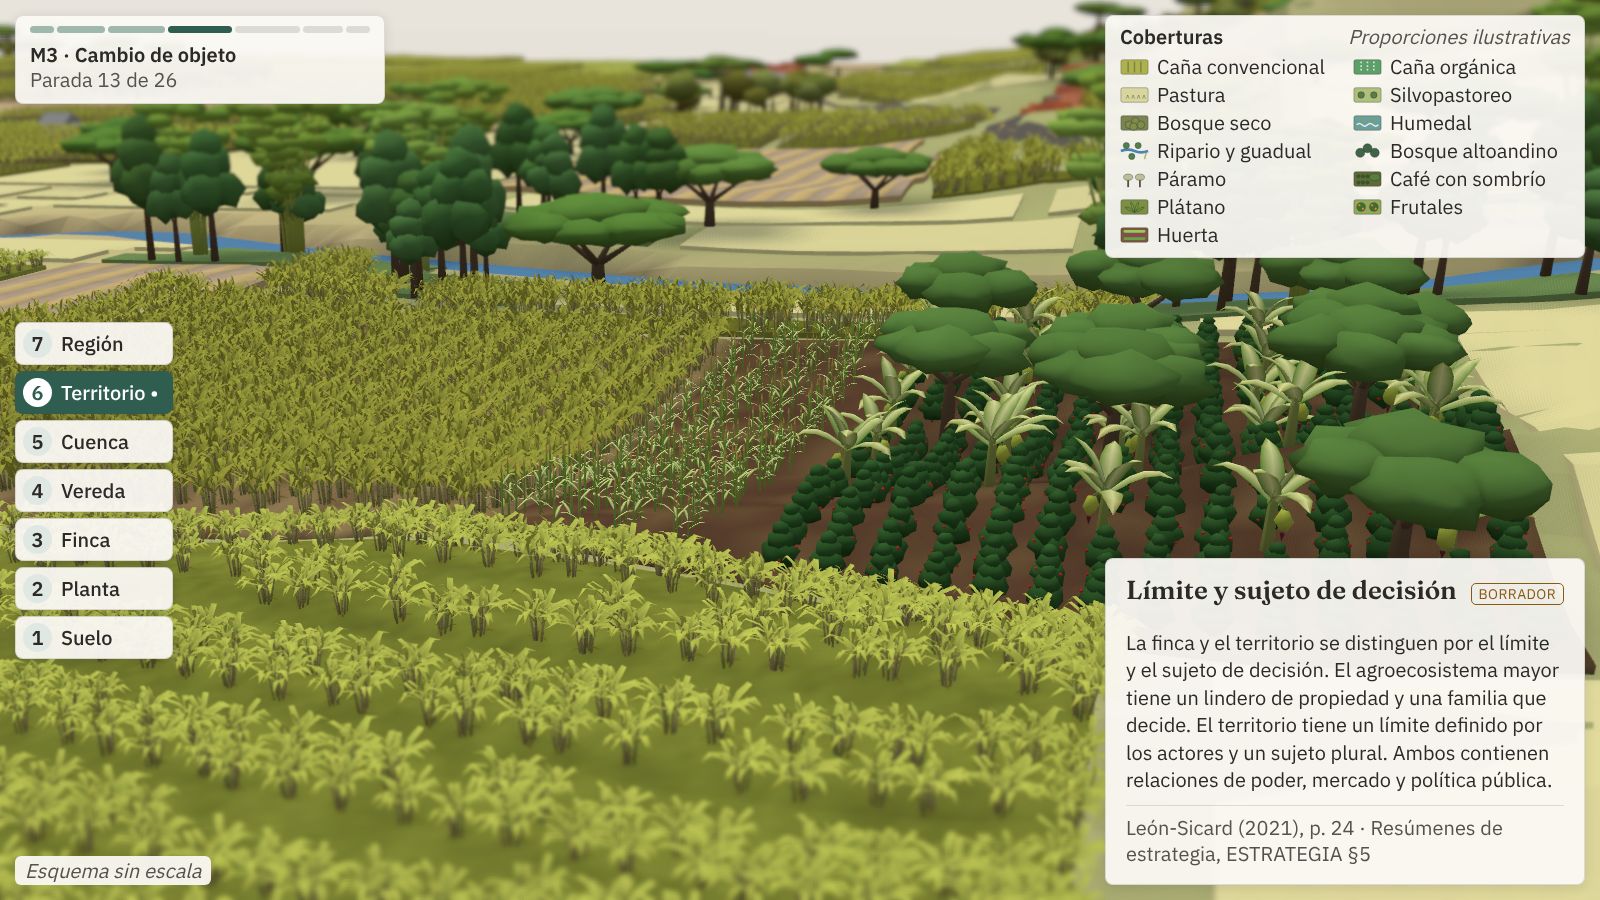 M3 · Cambio de objeto
Parada 13 de 26
Coberturas
Proporciones ilustrativas
Caña convencional
Caña orgánica
Pastura
Silvopastoreo
Bosque seco
Humedal
Ripario y guadual
Bosque altoandino
Páramo
Café con sombrío
Plátano
Frutales
Huerta
7 Región
6 Territorio •
5 Cuenca
4 Vereda
3 Finca
2 Planta
1 Suelo
Límite y sujeto de decisión
BORRADOR
La finca y el territorio se distinguen por el límite
y el sujeto de decisión. El agroecosistema mayor
tiene un lindero de propiedad y una familia que
decide. El territorio tiene un límite definido por
los actores y un sujeto plural. Ambos contienen
relaciones de poder, mercado y política pública.
León-Sicard (2021), p. 24 · Resúmenes de
estrategia, ESTRATEGIA §5
Esquema sin escala